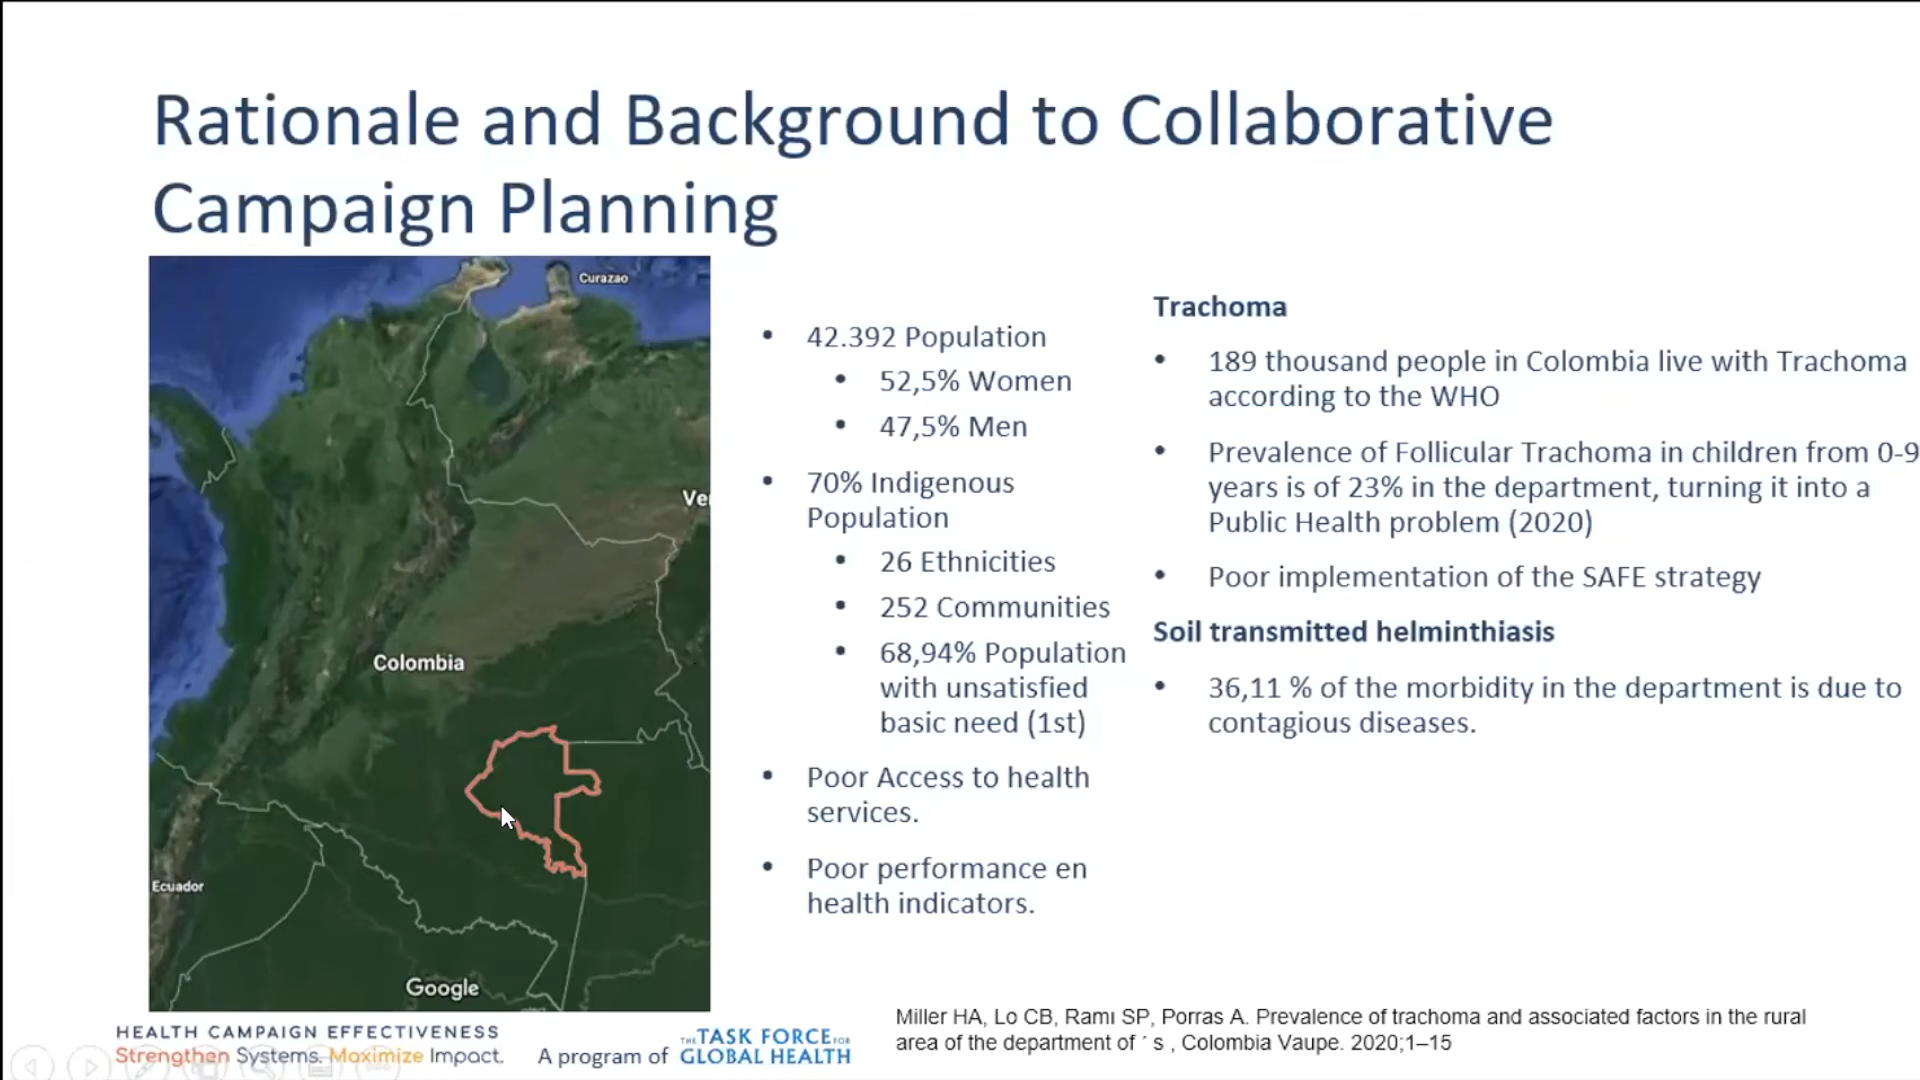 Rationale and Background to Collaborative
Campaign Planning
Curazao
Colombia
Ecuador
Google
• 42.392 Population
• 52,5% Women
• 47,5% Men
• 70% Indigenous
Population
• 26 Ethnicities
• 252 Communities
• 68,94% Population
with unsatisfied
basic need (1st)
• Poor Access to health
services.
• Poor performance en
health indicators.
Trachoma
• 189 thousand people in Colombia live with Trachoma
according to the WHO
• Prevalence of Follicular Trachoma in children from 0-9
years is of 23% in the department, turning it into a
Public Health problem (2020)
• Poor implementation of the SAFE strategy
Soil transmitted helminthiasis
• 36,11 % of the morbidity in the department is due to
contagious diseases.
Miller HA, Lo CB, Ramı SP, Porras A. Prevalence of trachoma and associated factors in the rural
area of the department of ´ s , Colombia Vaupe. 2020;1–15
HEALTH CAMPAIGN EFFECTIVENESS
Strengthen Systems. Maximize Impact.
A program of
THE TASK FORCE FOR
GLOBAL HEALTH